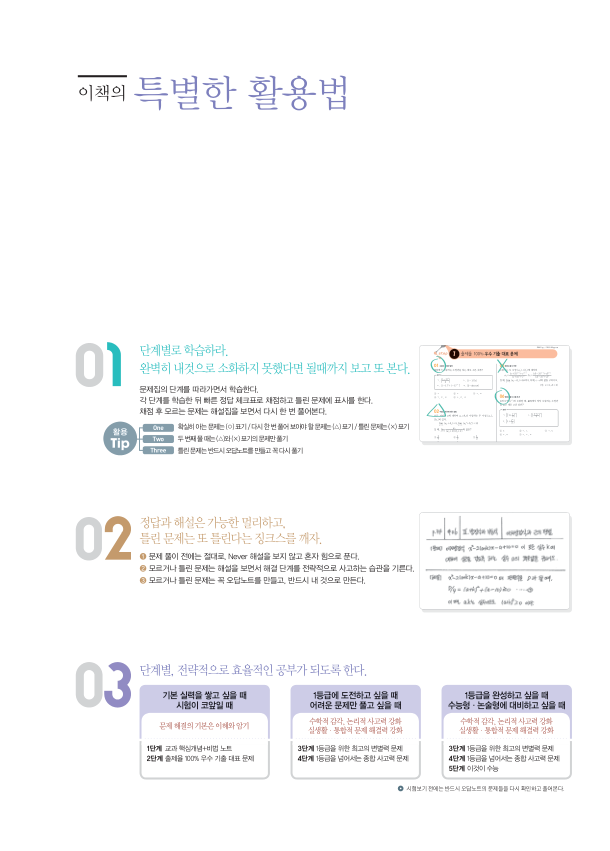 이책의 특별한 활용법
01 단계별로 학습하라.
완벽히 내것으로 소화하지 못했다면 될때까지 보고 또 본다.
문제집의 단계를 따라가면서 학습한다.
각 단계를 학습한 뒤 빠른 정답 체크표로 채점하고 틀린 문제에 표시를 한다.
채점 후 모르는 문제는 해설집을 보면서 다시 한 번 풀어본다.
활용 Tip
One 확실히 아는 문제는 (○) 표기 / 다시 한 번 풀어 보아야 할 문제는 (△) 표기 / 틀린 문제는 (×) 표기
Two 두 번째 풀 때는 (△)와 (×) 표기의 문제만 풀기
Three 틀린 문제는 반드시 오답노트를 만들고 꼭 다시 풀기
1 출제율 100% 우수 기출 대표 문제
02 정답과 해설은 가능한 멀리하고,
틀린 문제는 또 틀린다는 징크스를 깨자.
❶ 문제 풀이 전에는 절대로, Never 해설을 보지 않고 혼자 힘으로 푼다.
❷ 모르거나 틀린 문제는 해설을 보면서 해결 단계를 전략적으로 사고하는 습관을 기른다.
❸ 모르거나 틀린 문제는 꼭 오답노트를 만들고, 반드시 내 것으로 만든다.
03 단계별, 전략적으로 효율적인 공부가 되도록 한다.
기본 실력을 쌓고 싶을 때
시험이 코앞일 때
문제 해결의 기본은 이해와 암기
1단계 교과 핵심개념+비법 노트
2단계 출제율 100% 우수 기출 대표 문제
1등급에 도전하고 싶을 때
어려운 문제만 풀고 싶을 때
수학적 감각, 논리적 사고력 강화
실생활 · 통합적 문제 해결력 강화
3단계 1등급을 위한 최고의 변별력 문제
4단계 1등급을 넘어서는 종합 사고력 문제
1등급을 완성하고 싶을 때
수능형 · 논술형에 대비하고 싶을 때
수학적 감각, 논리적 사고력 강화
실생활 · 통합적 문제 해결력 강화
3단계 1등급을 위한 최고의 변별력 문제
4단계 1등급을 넘어서는 종합 사고력 문제
5단계 이것이 수능
시험보기 전에는 반드시 오답노트의 문제들을 다시 확인하고 풀어본다.